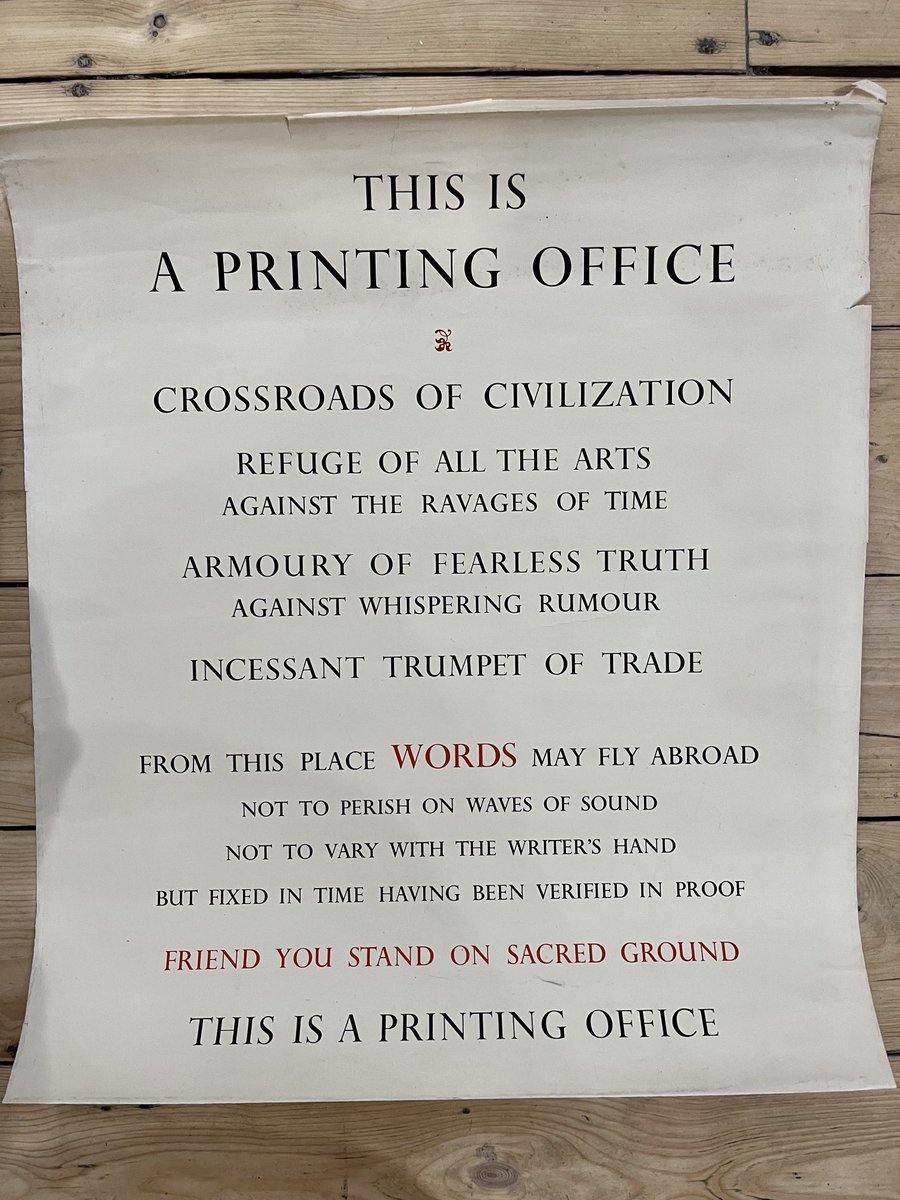 THIS IS
A PRINTING OFFICE
CROSSROADS OF CIVILIZATION
REFUGE OF ALL THE ARTS
AGAINST THE RAVAGES OF TIME
ARMOURY OF FEARLESS TRUTH
AGAINST WHISPERING RUMOUR
INCESSANT TRUMPET OF TRADE
FROM THIS PLACE WORDS MAY FLY ABROAD
NOT TO PERISH ON WAVES OF SOUND
NOT TO VARY WITH THE WRITER'S HAND
BUT FIXED IN TIME HAVING BEEN VERIFIED IN PROOF
FRIEND YOU STAND ON SACRED GROUND
THIS IS A PRINTING OFFICE